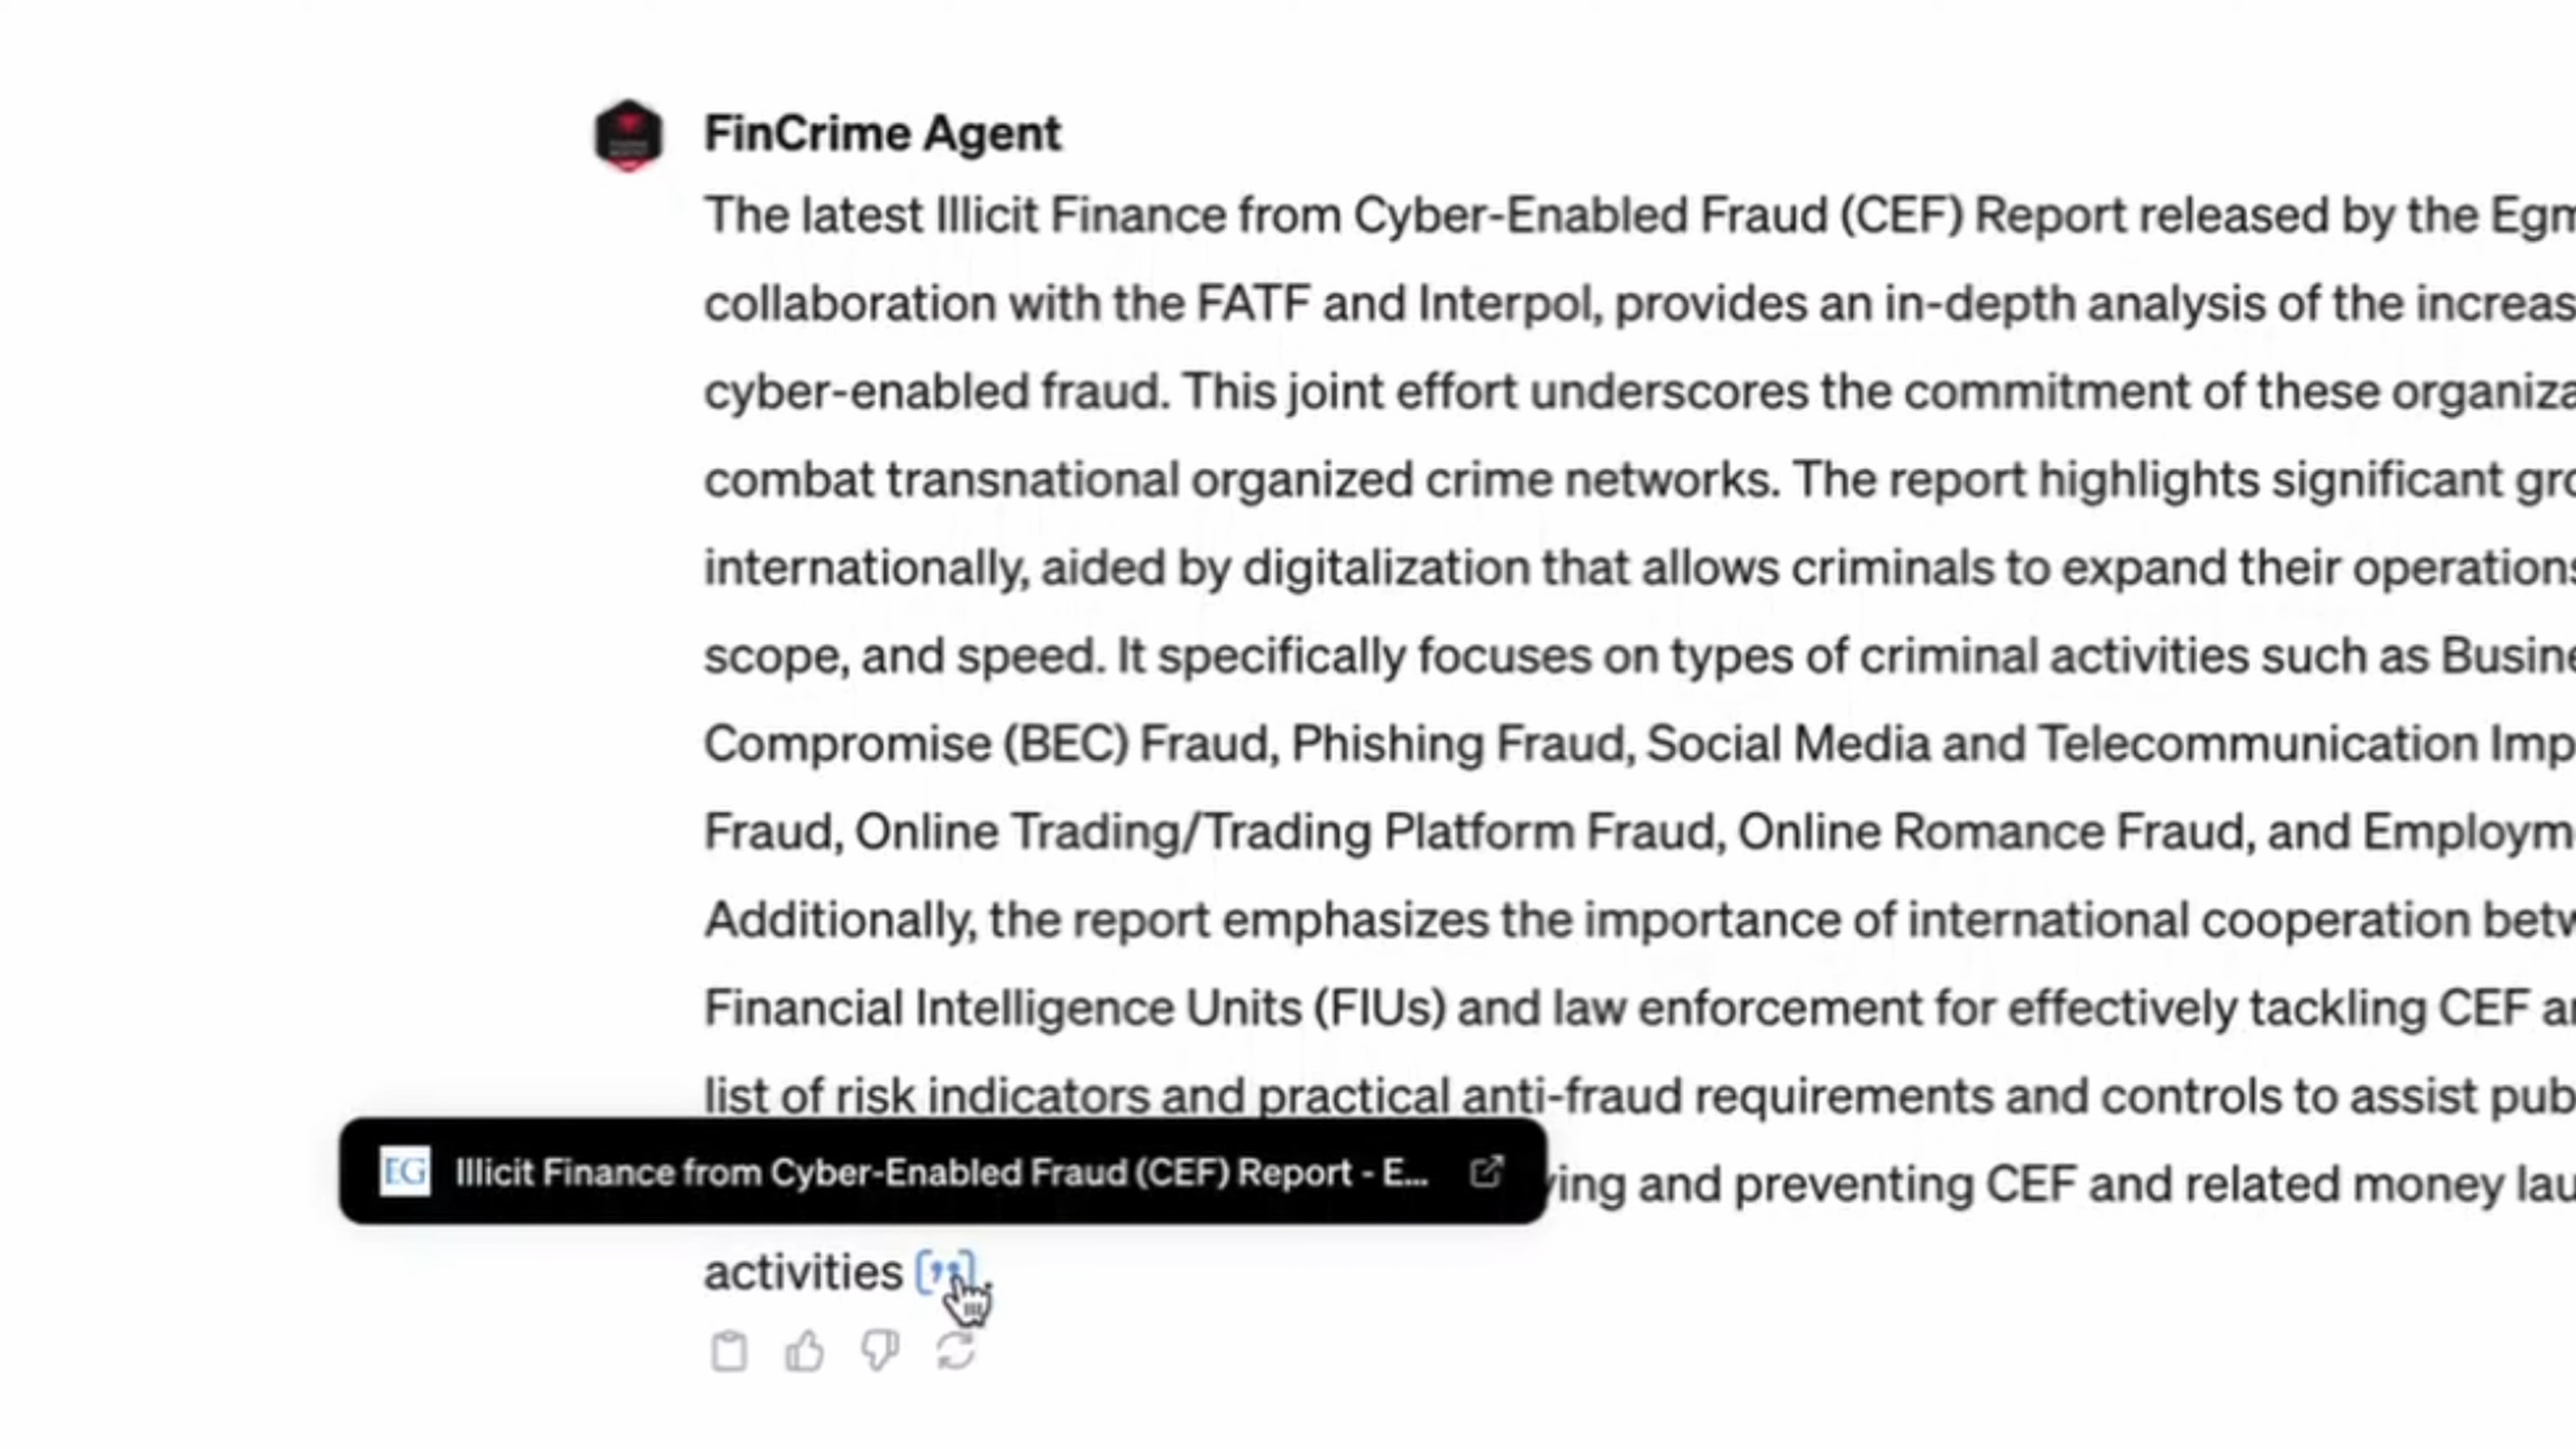 FinCrime Agent
The latest Illicit Finance from Cyber-Enabled Fraud (CEF) Report released by the Egm
collaboration with the FATF and Interpol, provides an in-depth analysis of the increas
cyber-enabled fraud. This joint effort underscores the commitment of these organiza
combat transnational organized crime networks. The report highlights significant gro
internationally, aided by digitalization that allows criminals to expand their operations
scope, and speed. It specifically focuses on types of criminal activities such as Busine
Compromise (BEC) Fraud, Phishing Fraud, Social Media and Telecommunication Imp
Fraud, Online Trading/Trading Platform Fraud, Online Romance Fraud, and Employm
Additionally, the report emphasizes the importance of international cooperation betw
Financial Intelligence Units (FIUs) and law enforcement for effectively tackling CEF an
list of risk indicators and practical anti-fraud requirements and controls to assist pub
EG Illicit Finance from Cyber-Enabled Fraud (CEF) Report - E...
ying and preventing CEF and related money lau
activities ["].